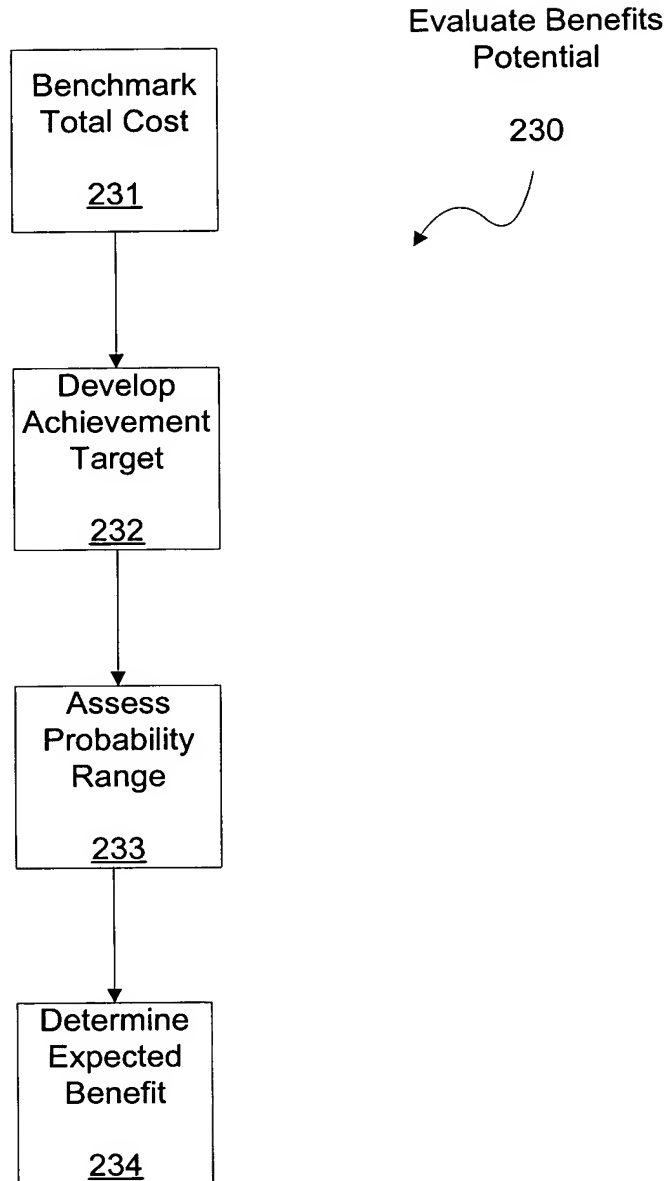 Evaluate Benefits
Potential
230
Benchmark
Total Cost
231
Develop
Achievement
Target
232
Assess
Probability
Range
233
Determine
Expected
Benefit
234